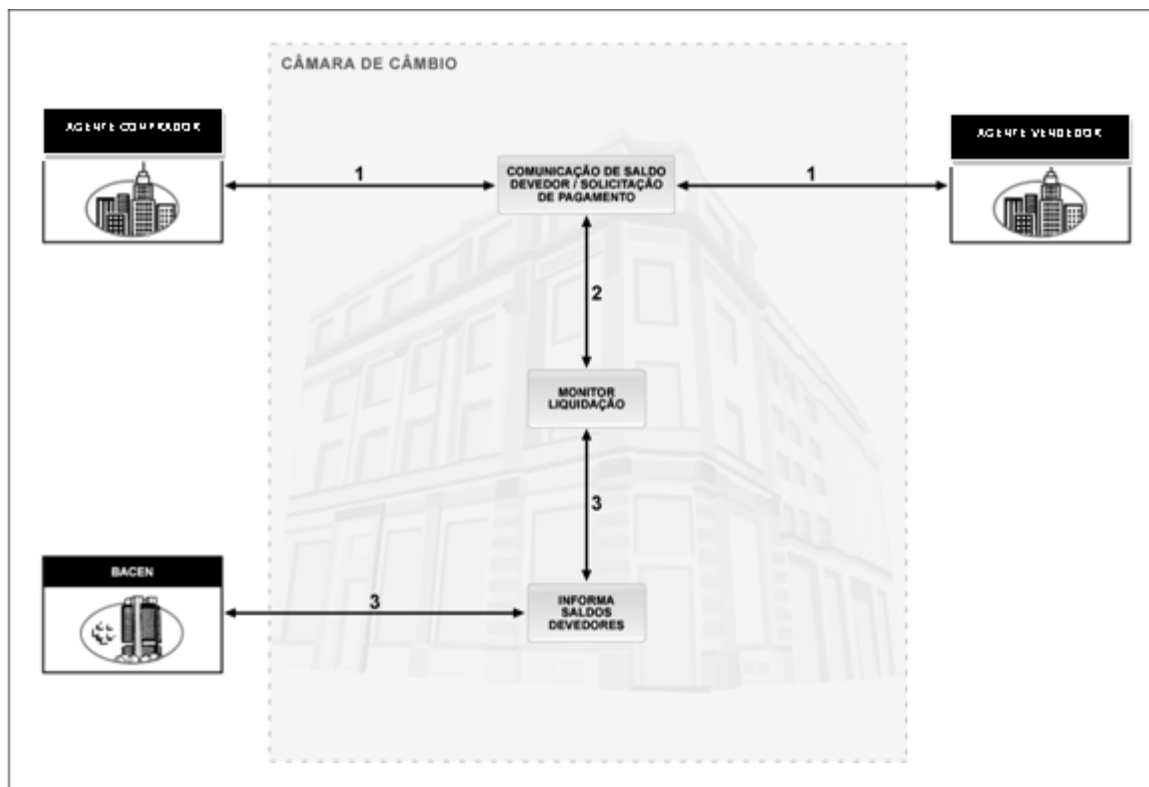 CÂMARA DE CÂMBIO
AGENTE COMPRADOR
AGENTE VENDEDOR
1
COMUNICAÇÃO DE SALDO
DEVEDOR / SOLICITAÇÃO
DE PAGAMENTO
1
2
MONITOR
LIQUIDAÇÃO
3
BACEN
3
INFORMA
SALDOS
DEVEDORES